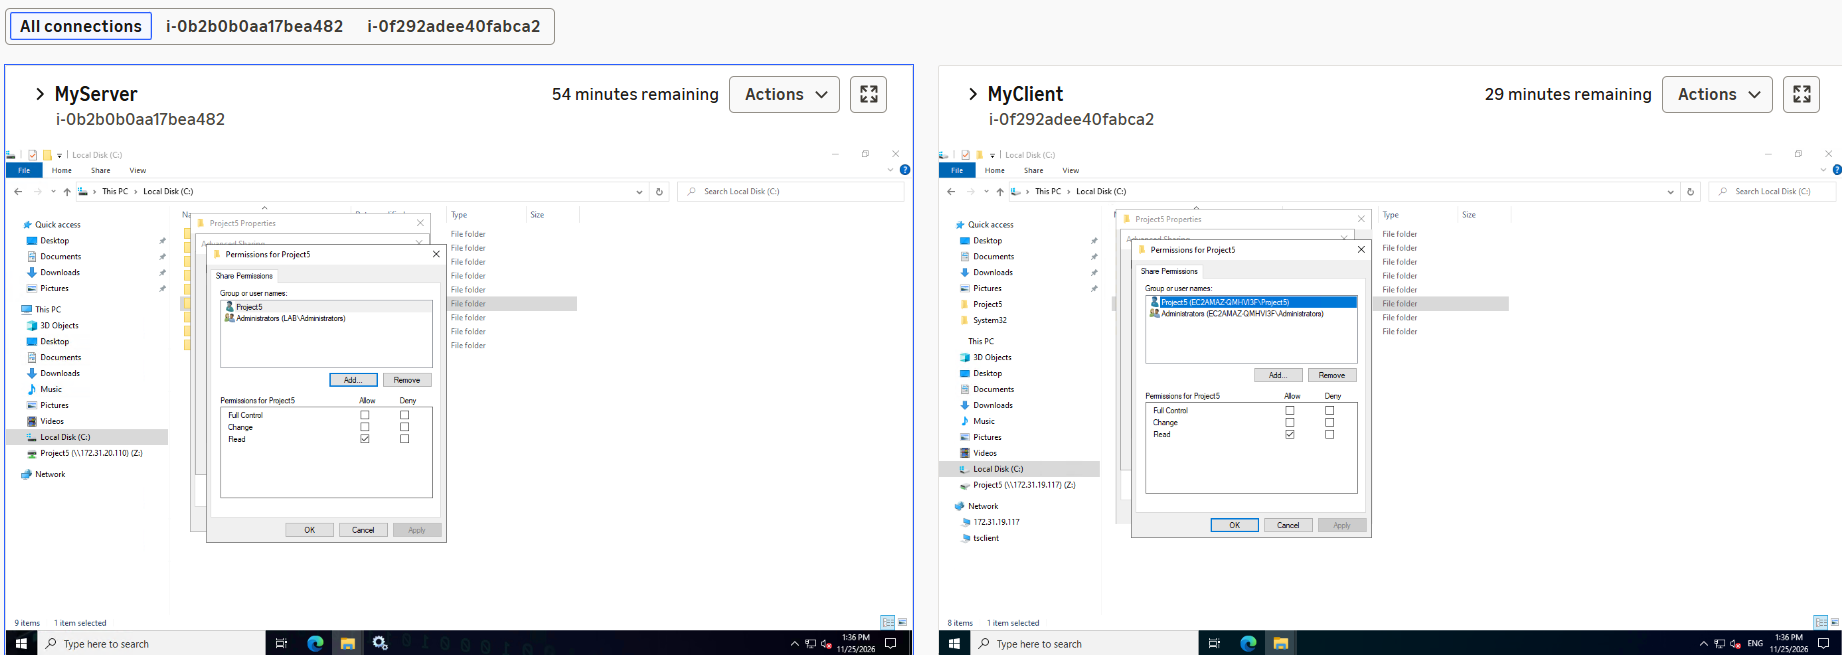 All connections i-0b2b0b0aa17bea482 i-0f292adee40fabca2
MyServer
i-0b2b0b0aa17bea482
54 minutes remaining
Actions
Local Disk (C:)
File Home Share View
This PC > Local Disk (C:)
Search Local Disk (C:)
Type Size
Quick access
Desktop
Documents
Downloads
Pictures
This PC
3D Objects
Desktop
Documents
Downloads
Music
Pictures
Videos
Local Disk (C:)
Project5 (\\172.31.20.110) (Z:)
Network
File folder
File folder
File folder
File folder
File folder
File folder
File folder
File folder
File folder
Project5 Properties
Advanced Sharing
Permissions for Project5
Share Permissions
Group or user names:
Project5
Administrators (LAB\Administrators)
Add...
Remove
Permissions for Project5 Allow Deny
Full Control
Change
Read
OK
Cancel
Apply
9 items 1 item selected
Type here to search
1:36 PM
11/25/2026
MyClient
i-0f292adee40fabca2
29 minutes remaining
Actions
Local Disk (C:)
File Home Share View
This PC > Local Disk (C:)
Search Local Disk (C:)
Type Size
Quick access
Desktop
Documents
Downloads
Pictures
Project5
System32
This PC
3D Objects
Desktop
Documents
Downloads
Music
Pictures
Videos
Local Disk (C:)
Project5 (\\172.31.19.117) (Z:)
Network
172.31.19.117
tsclient
File folder
File folder
File folder
File folder
File folder
File folder
File folder
File folder
Project5 Properties
Advanced Sharing
Permissions for Project5
Share Permissions
Group or user names:
Project5 (EC2AMAZ-QMHVI3F\Project5)
Administrators (EC2AMAZ-QMHVI3F\Administrators)
Add...
Remove
Permissions for Project5 Allow Deny
Full Control
Change
Read
OK
Cancel
Apply
8 items 1 item selected
Type here to search
ENG
1:36 PM
11/25/2026